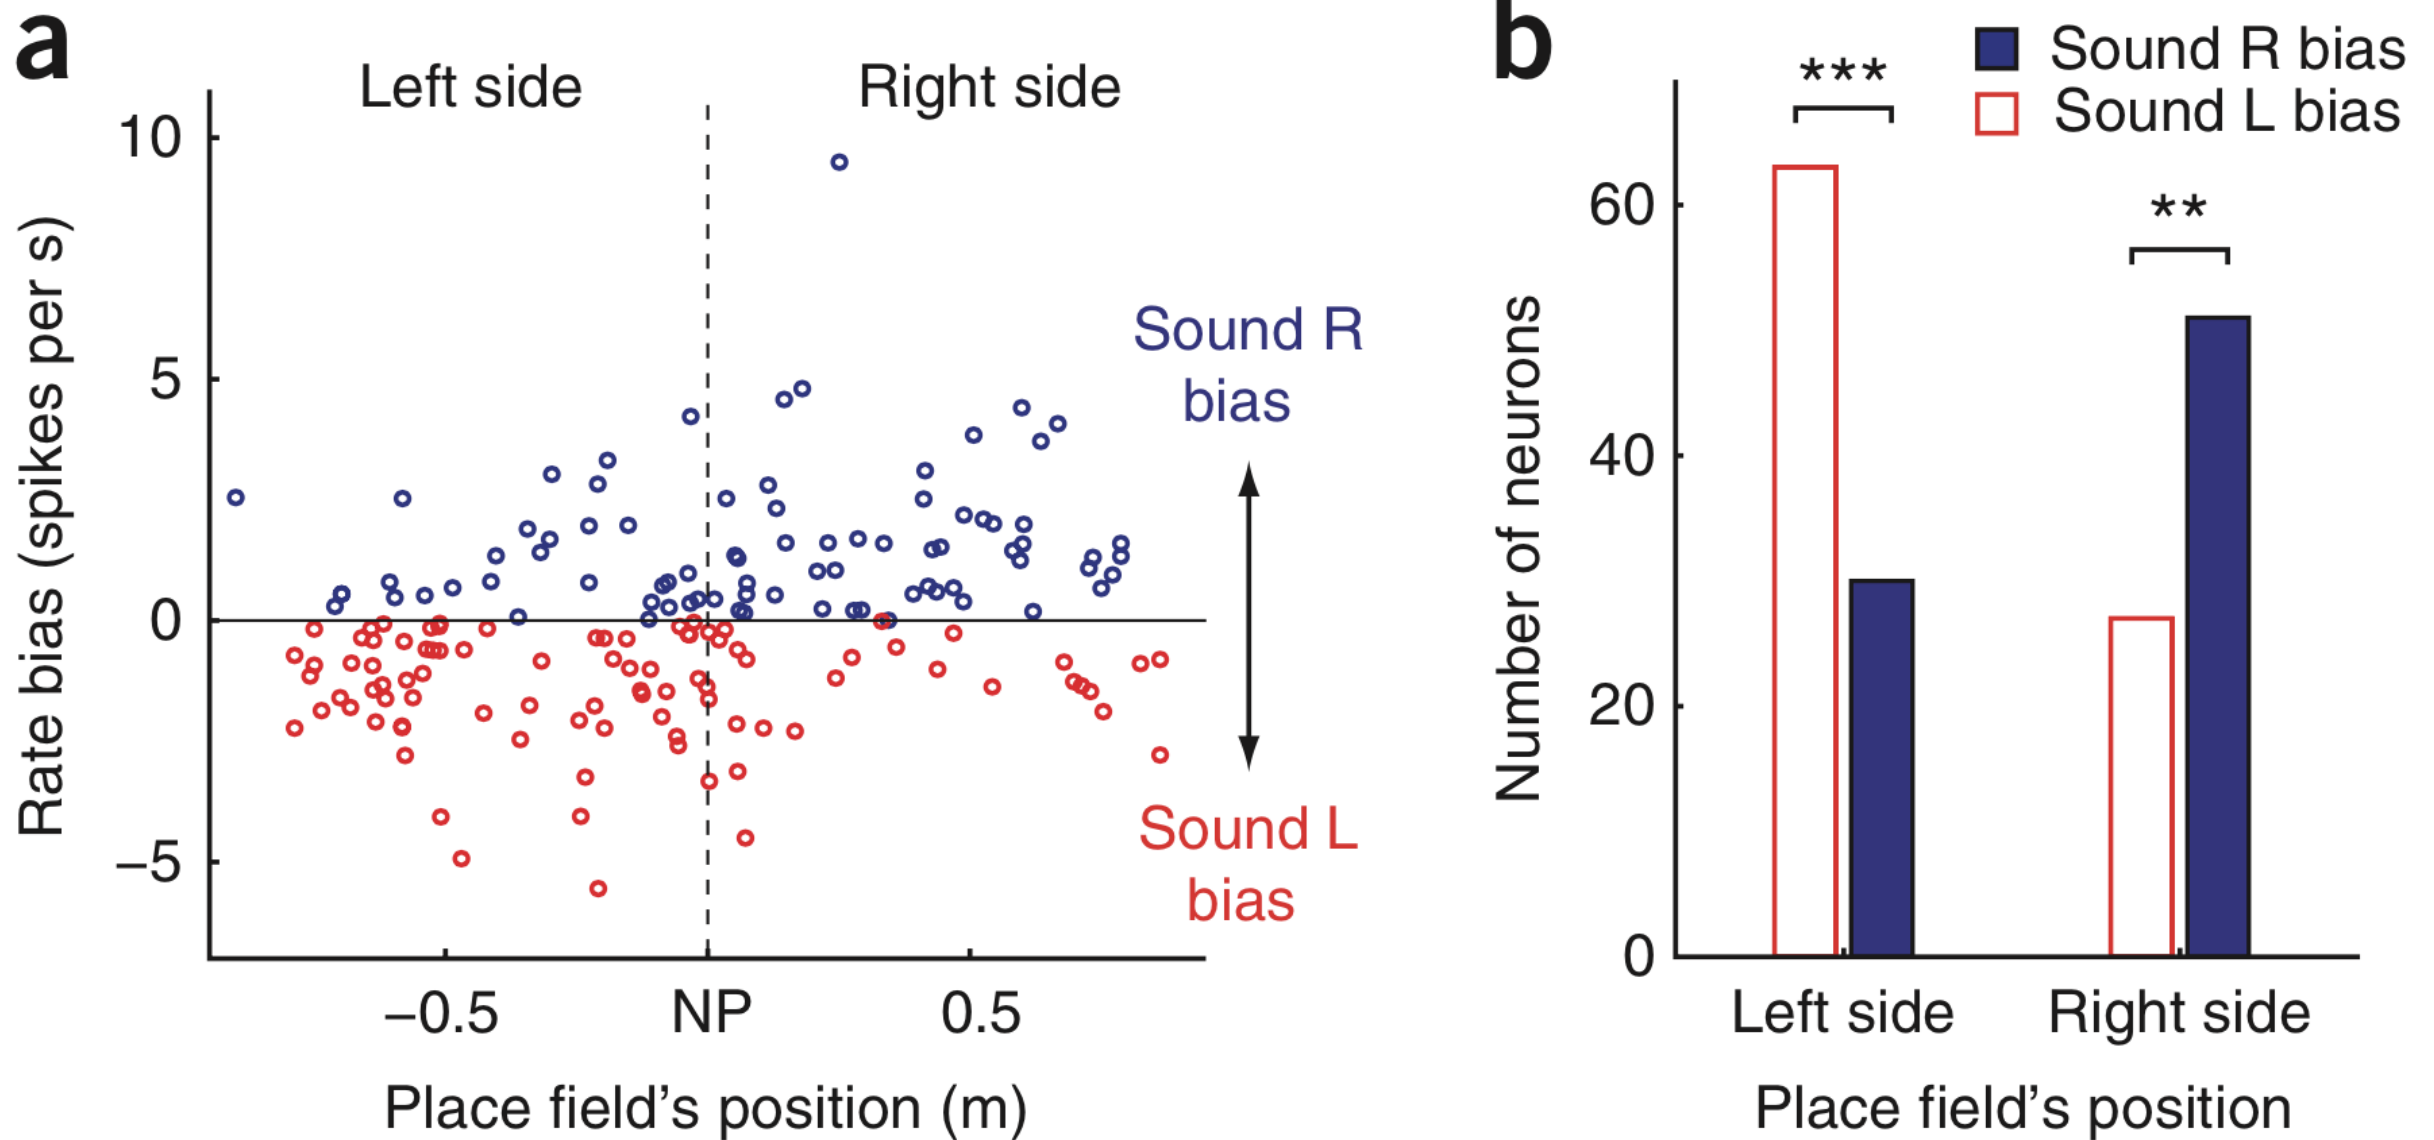 a
Left side
Right side
10
5
0
−5
Rate bias (spikes per s)
Sound R
bias
Sound L
bias
−0.5
NP
0.5
Place field’s position (m)
b
Sound R bias
Sound L bias
***
**
60
40
20
0
Number of neurons
Left side
Right side
Place field’s position